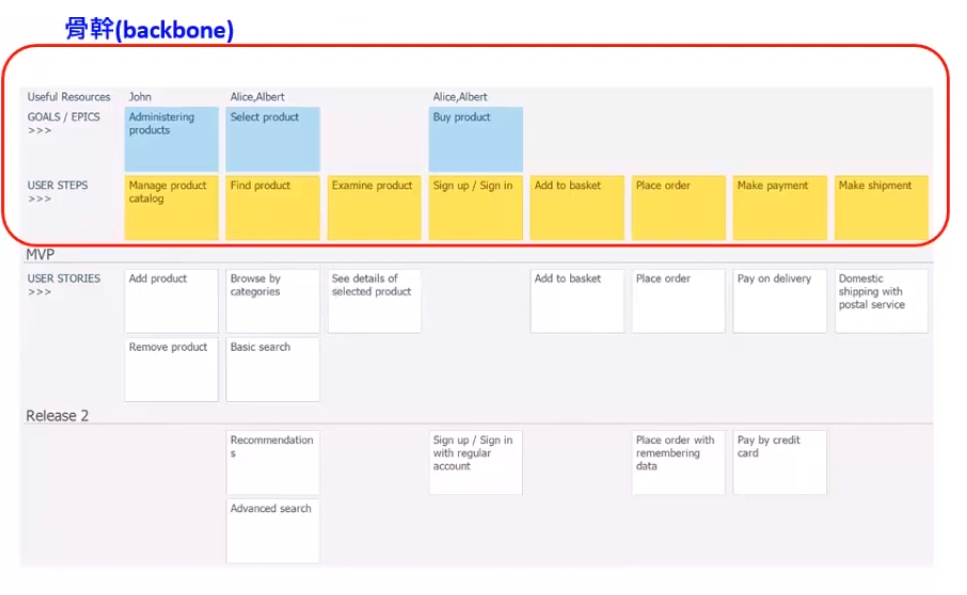 骨幹(backbone)
Useful Resources John Alice,Albert Alice,Albert
GOALS / EPICS
>>>
Administering
products
Select product
Buy product
USER STEPS
>>>
Manage product
catalog
Find product
Examine product
Sign up / Sign in
Add to basket
Place order
Make payment
Make shipment
MVP
USER STORIES
>>>
Add product
Browse by
categories
See details of
selected product
Add to basket
Place order
Pay on delivery
Domestic
shipping with
postal service
Remove product
Basic search
Release 2
Recommendation
s
Sign up / Sign in
with regular
account
Place order with
remembering
data
Pay by credit
card
Advanced search